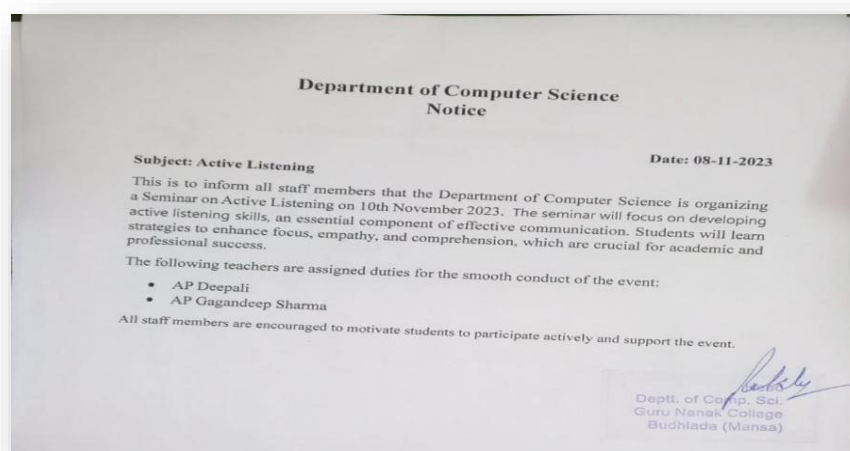 Department of Computer Science
Notice
Subject: Active Listening
Date: 08-11-2023
This is to inform all staff members that the Department of Computer Science is organizing
a Seminar on Active Listening on 10th November 2023. The seminar will focus on developing
active listening skills, an essential component of effective communication. Students will learn
strategies to enhance focus, empathy, and comprehension, which are crucial for academic and
professional success.
The following teachers are assigned duties for the smooth conduct of the event:
• AP Deepali
• AP Gagandeep Sharma
All staff members are encouraged to motivate students to participate actively and support the event.
Deptt. of Comp. Sci.
Guru Nanak College
Budhlada (Mansa)